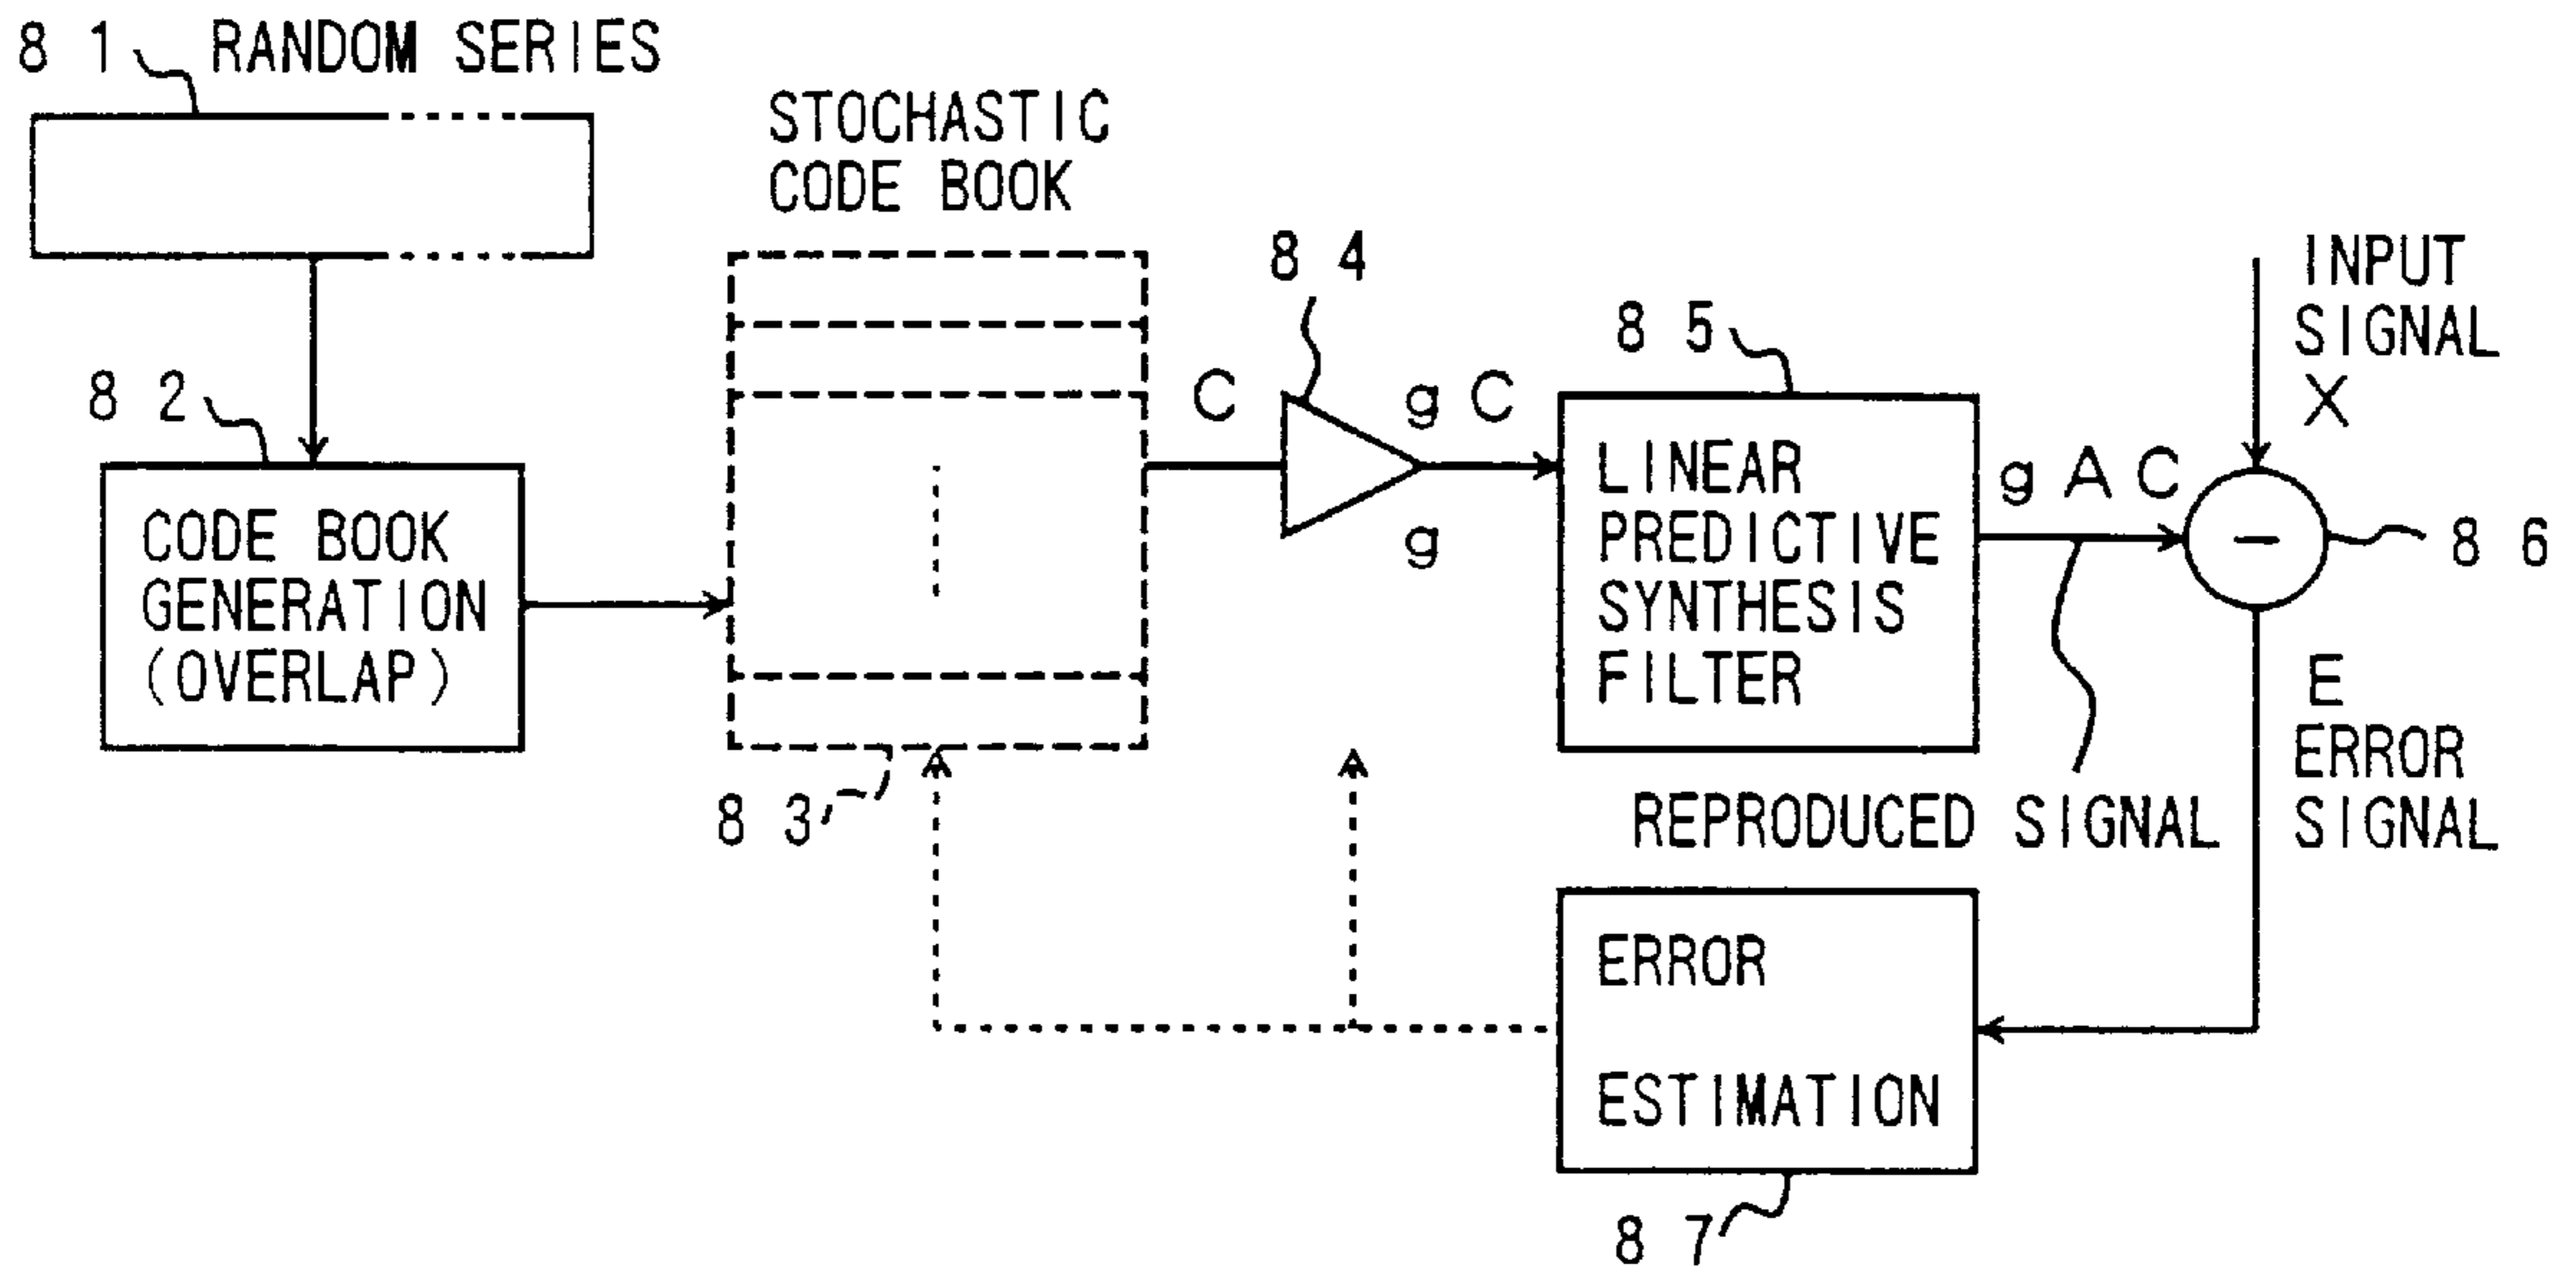 8 1 RANDOM SERIES
STOCHASTIC
CODE BOOK
8 2
CODE BOOK
GENERATION
(OVERLAP)
8 3
C
8 4
g C
g
8 5
LINEAR
PREDICTIVE
SYNTHESIS
FILTER
g A C
INPUT
SIGNAL
X
−
8 6
REPRODUCED SIGNAL
E
ERROR
SIGNAL
ERROR
ESTIMATION
8 7